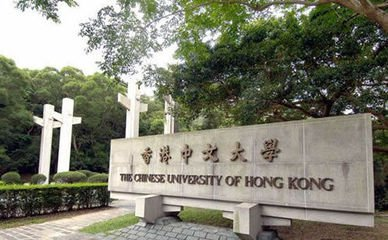 香港中文大學
THE CHINESE UNIVERSITY OF HONG KONG